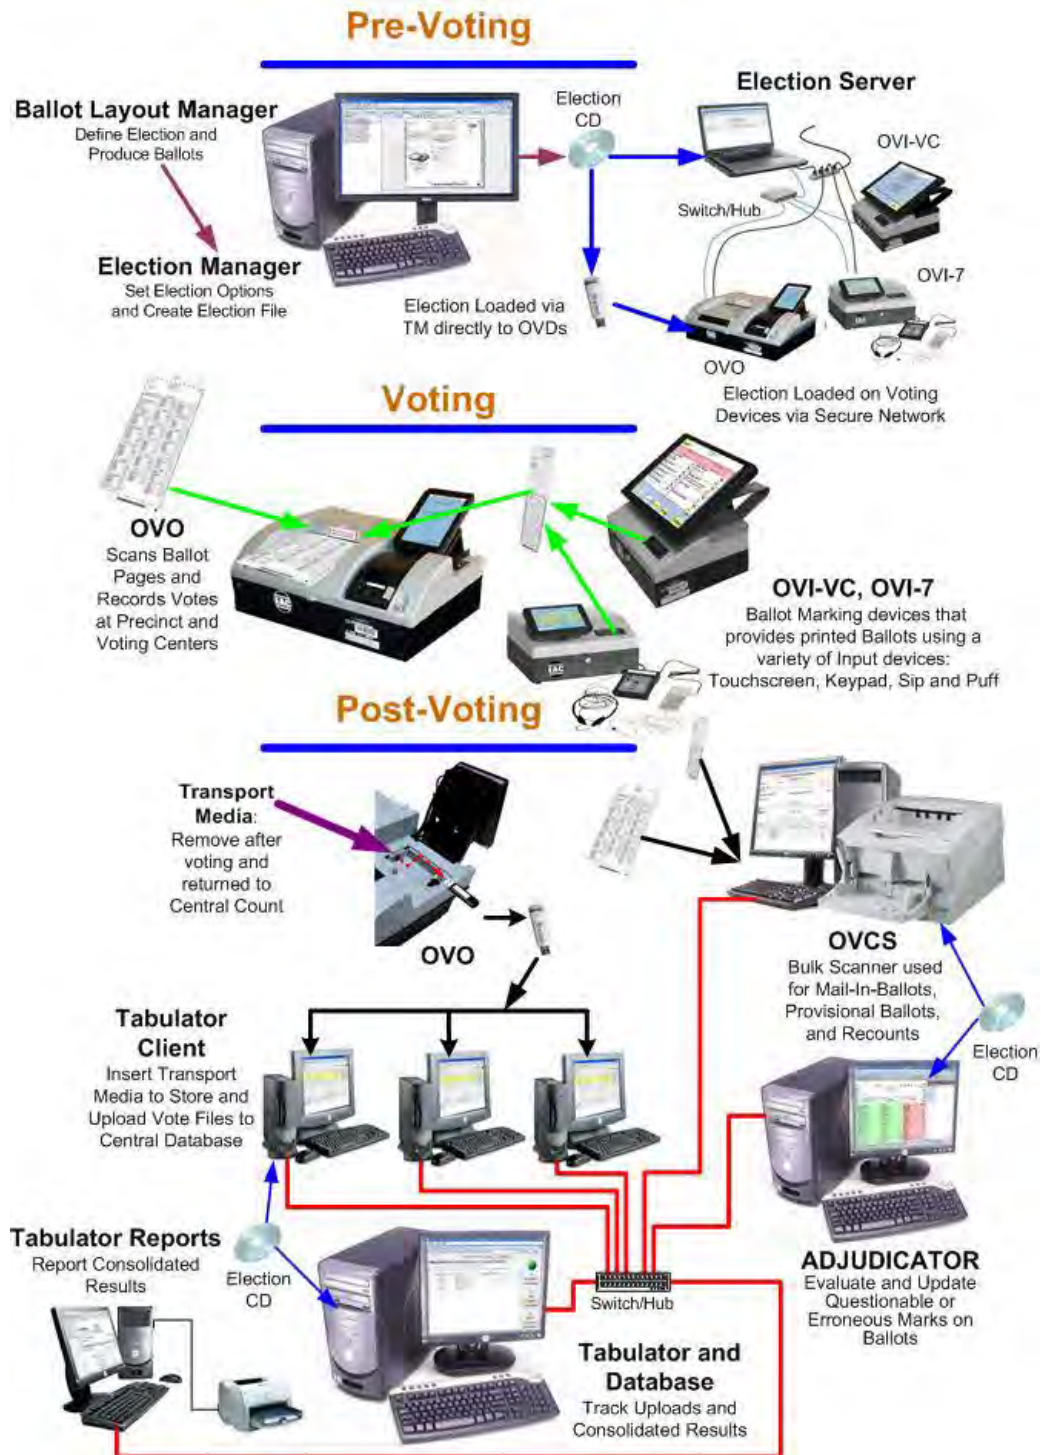 Pre-Voting
Ballot Layout Manager
Define Election and
Produce Ballots
Election
CD
Election Server
OVI-VC
Switch/Hub
Election Manager
Set Election Options
and Create Election File
Election Loaded via
TM directly to OVDs
OVI-7
OVO
Election Loaded on Voting
Devices via Secure Network
Voting
OVO
Scans Ballot
Pages and
Records Votes
at Precinct and
Voting Centers
EAC
EAC
OVI-VC, OVI-7
Ballot Marking devices that
provides printed Ballots using a
variety of Input devices:
Touchscreen, Keypad, Sip and Puff
Post-Voting
Transport
Media:
Remove after
voting and
returned to
Central Count
OVO
OVCS
Bulk Scanner used
for Mail-In-Ballots,
Provisional Ballots,
and Recounts
Election
CD
Tabulator
Client
Insert Transport
Media to Store and
Upload Vote Files to
Central Database
Tabulator Reports
Report Consolidated
Results
Election
CD
Switch/Hub
ADJUDICATOR
Evaluate and Update
Questionable or
Erroneous Marks on
Ballots
Tabulator and
Database
Track Uploads and
Consolidated Results